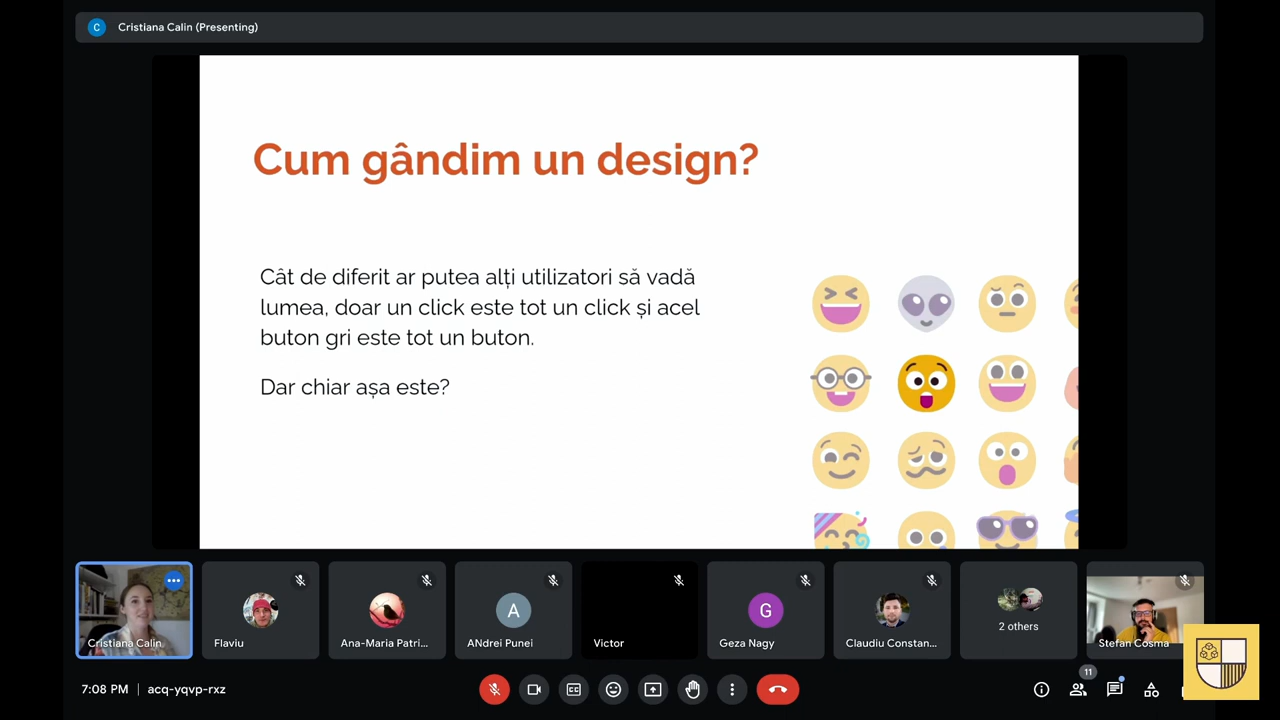 C
Cristiana Calin (Presenting)
Cum gândim un design?
Cât de diferit ar putea alți utilizatori să vadă
lumea, doar un click este tot un click și acel
buton gri este tot un buton.
Dar chiar așa este?
Cristiana Calin
Flaviu
Ana-Maria Patri...
A
ANdrei Punei
Victor
G
Geza Nagy
Claudiu Constan...
2 others
Stefan Cosma
7:08 PM
acq-yqvp-rxz
CC
11